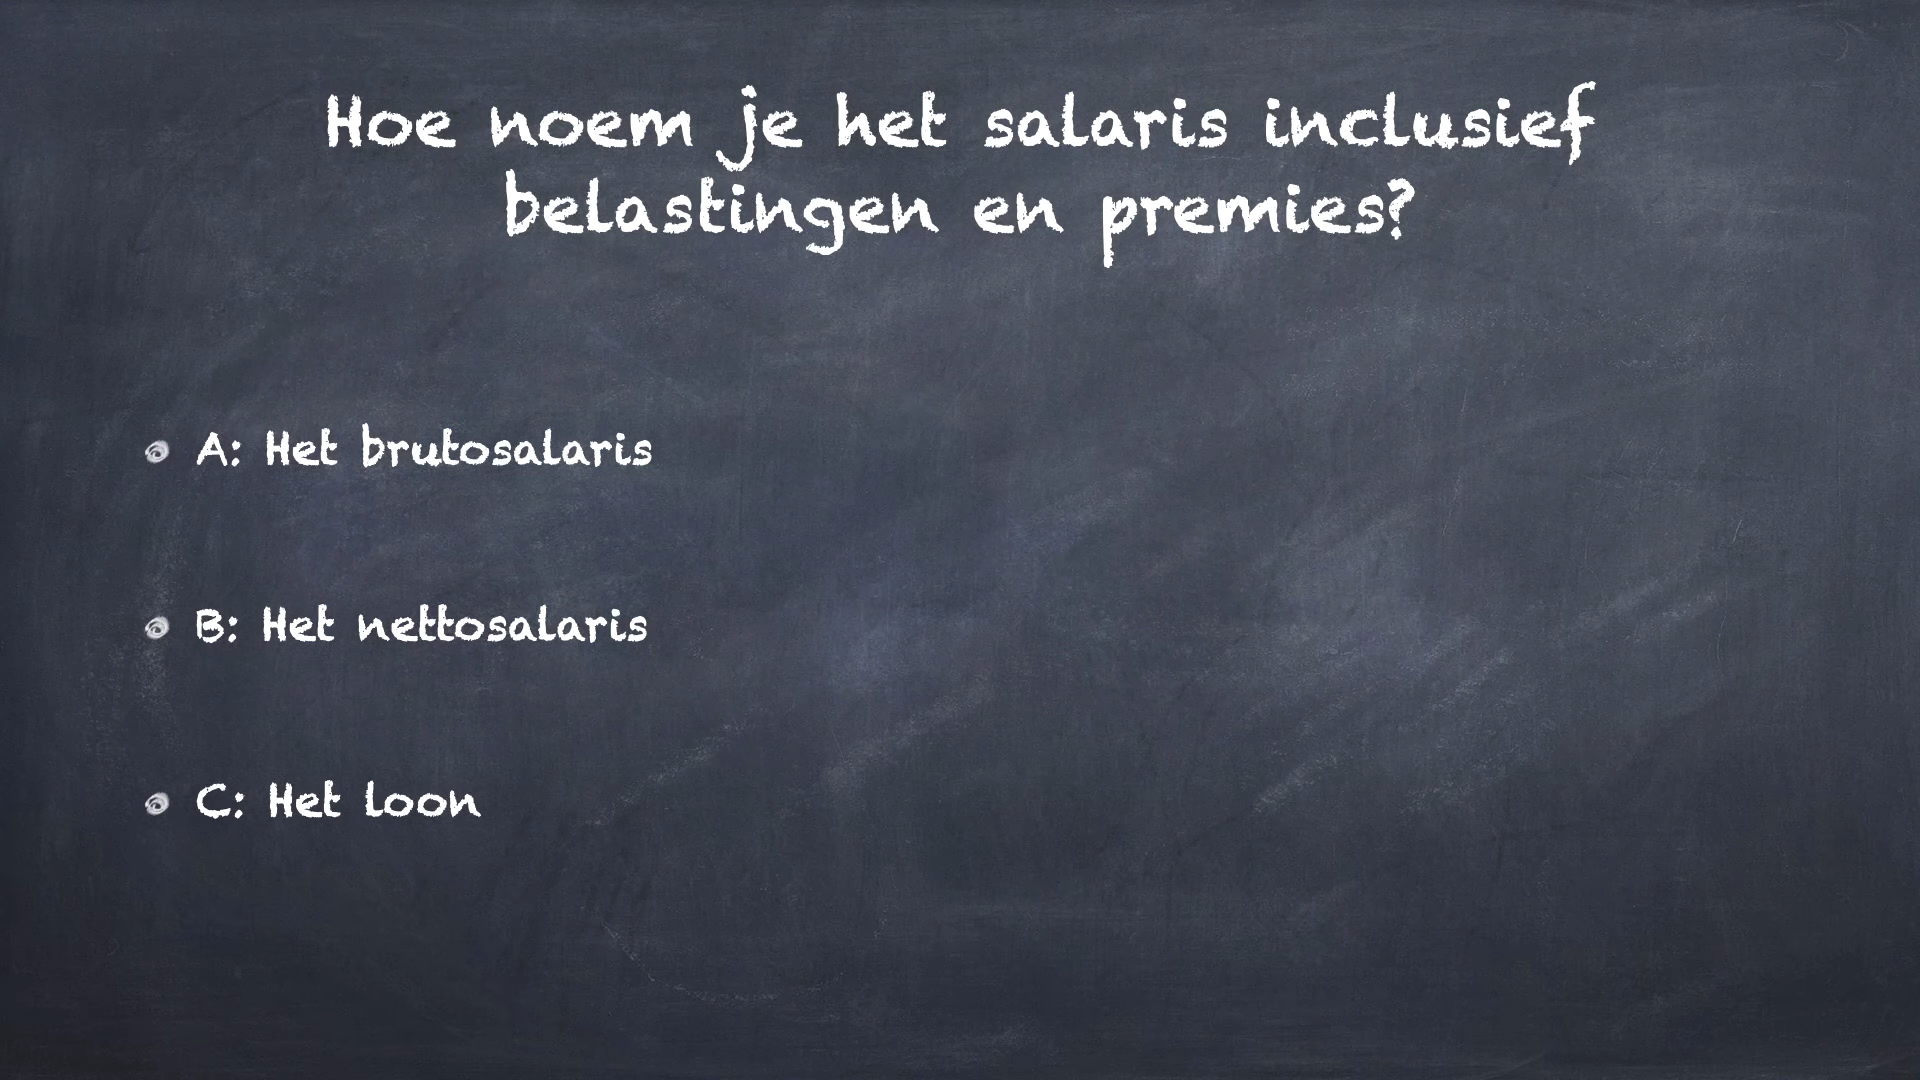 Hoe noem je het salaris inclusief
belastingen en premies?
A: Het brutosalaris
B: Het nettosalaris
C: Het loon